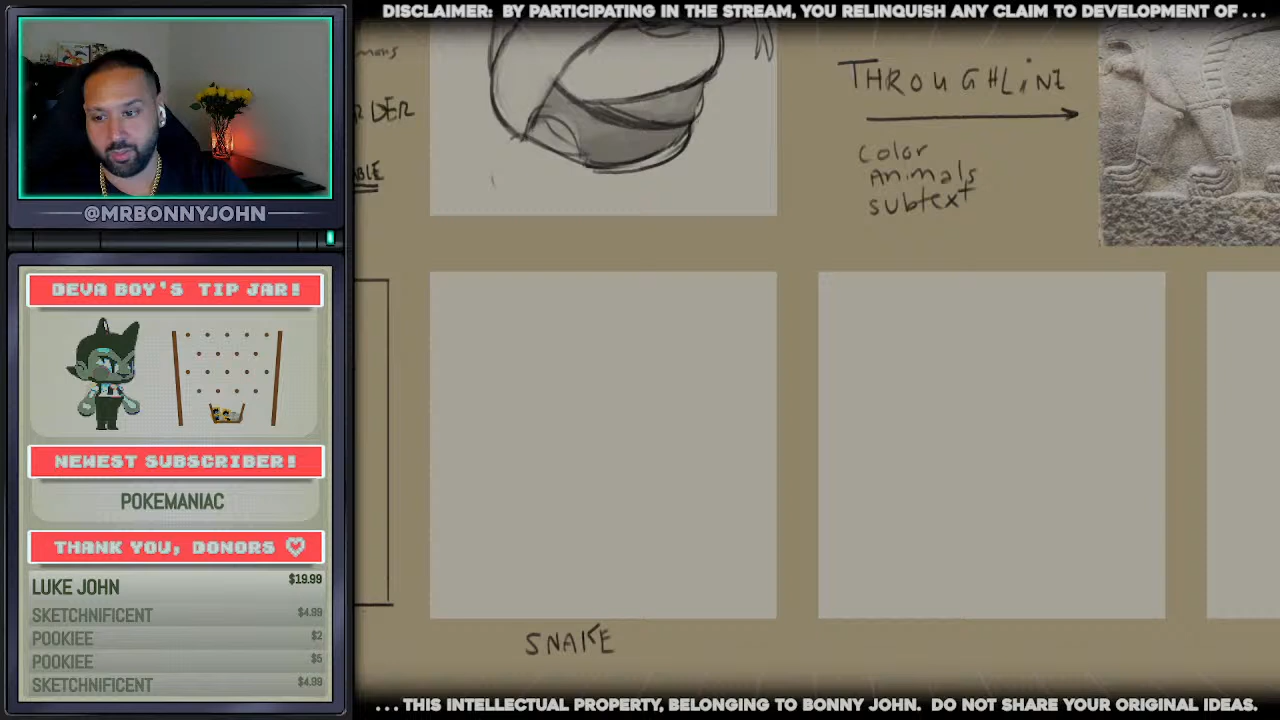 DISCLAIMER: BY PARTICIPATING IN THE STREAM, YOU RELINQUISH ANY CLAIM TO DEVELOPMENT OF . . .
THROUGHLINE
color
Animals
subtext
@MRBONNYJOHN
DEVA BOY'S TIP JAR!
NEWEST SUBSCRIBER!
POKEMANIAC
THANK YOU, DONORS
LUKE JOHN $19.99
SKETCHNIFICENT $4.99
POOKIEE $2
POOKIEE $5
SKETCHNIFICENT $4.99
SNAKE
. . . THIS INTELLECTUAL PROPERTY, BELONGING TO BONNY JOHN. DO NOT SHARE YOUR ORIGINAL IDEAS.